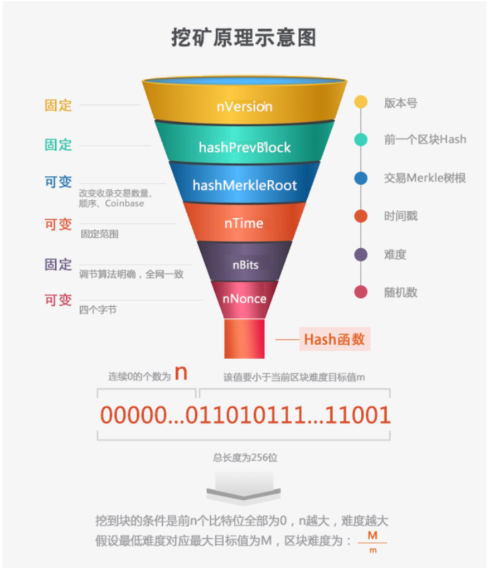 挖矿原理示意图
固定
nVersion
版本号
固定
hashPrevBlock
前一个区块Hash
可变
改变收录交易数量、
顺序、Coinbase
hashMerkleRoot
交易Merkle树根
可变
固定范围
nTime
时间戳
固定
调节算法明确，全网一致
nBits
难度
可变
四个字节
nNonce
随机数
Hash函数
连续0的个数为 n
该值要小于当前区块难度目标值m
00000...011010111...11001
总长度为256位
挖到块的条件是前n个比特位全部为0，n越大，难度越大
假设最低难度对应最大目标值为M，区块难度为： M/m